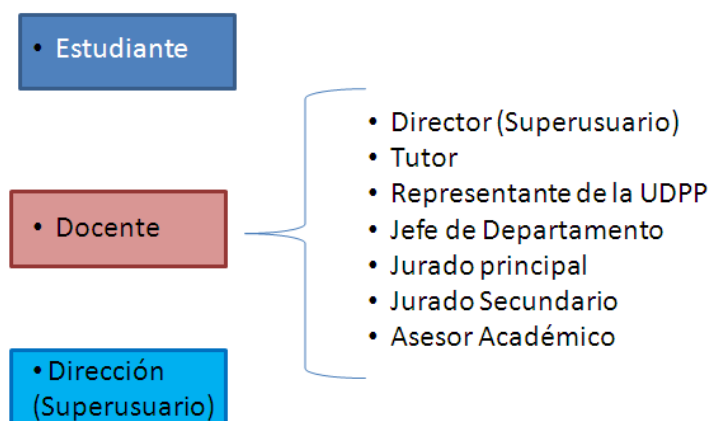 • Estudiante
• Director (Superusuario)
• Tutor
• Representante de la UDPP
• Jefe de Departamento
• Jurado principal
• Jurado Secundario
• Asesor Académico
• Docente
• Dirección
(Superusuario)